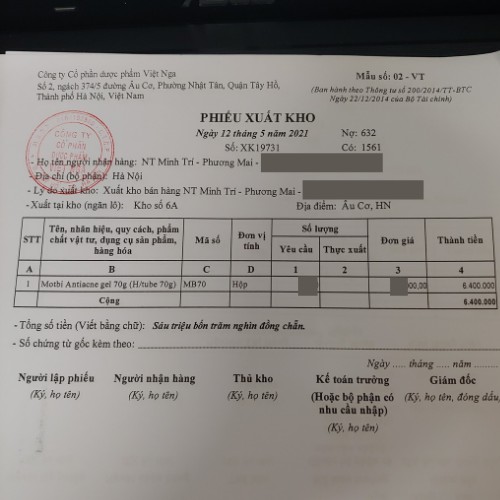 Công ty Cổ phần dược phẩm Việt Nga
Số 2, ngách 374/5 đường Âu Cơ, Phường Nhật Tân, Quận Tây Hồ,
Thành phố Hà Nội, Việt Nam
Mẫu số: 02 - VT
(Ban hành theo Thông tư số 200/2014/TT-BTC
Ngày 22/12/2014 của Bộ Tài chính)
PHIẾU XUẤT KHO
Ngày 12 tháng 5 năm 2021
Nợ: 632
Số: XK19731
Có: 1561
CÔNG TY
CỔ PHẦN
DƯỢC PHẨM
- Họ tên người nhận hàng: NT Minh Trí - Phương Mai -
- Địa chỉ (bộ phận): Hà Nội
- Lý do xuất kho: Xuất kho bán hàng NT Minh Trí - Phương Mai -
- Xuất tại kho (ngăn lô): Kho số 6A
Địa điểm: Âu Cơ, HN
STT
Tên, nhãn hiệu, quy cách, phẩm chất vật tư, dụng cụ sản phẩm, hàng hóa
Mã số
Đơn vị tính
Số lượng
Yêu cầu
Thực xuất
Đơn giá
Thành tiền
A B C D 1 2 3 4
1 Motbi Antiacne gel 70g (H/tube 70g) MB70 Hộp 00,00 6.400.000
Cộng 6.400.000
- Tổng số tiền (Viết bằng chữ): Sáu triệu bốn trăm nghìn đồng chẵn.
- Số chứng từ gốc kèm theo:
Ngày ..... tháng ..... năm .....
Người lập phiếu
(Ký, họ tên)
Người nhận hàng
(Ký, họ tên)
Thủ kho
(Ký, họ tên)
Kế toán trưởng
(Hoặc bộ phận có
nhu cầu nhập)
(Ký, họ tên)
Giám đốc
(Ký, họ tên, đóng dấu